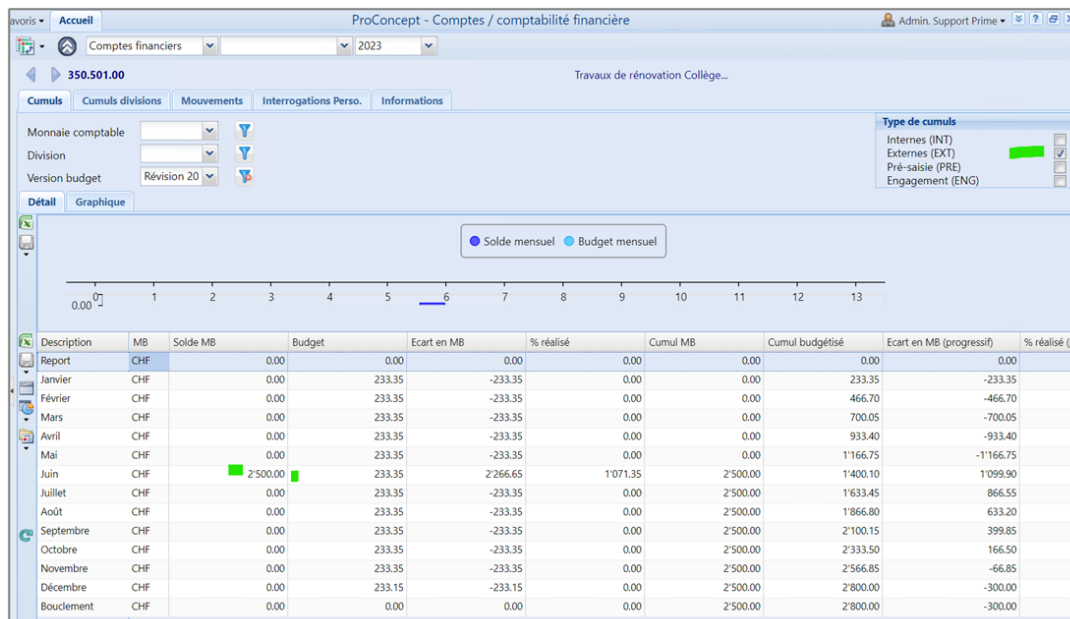 avoris Accueil ProConcept - Comptes / comptabilité financière Admin. Support Prime ?
Comptes financiers 2023
350.501.00 Travaux de rénovation Collège...
Cumuls Cumuls divisions Mouvements Interrogations Perso. Informations
Type de cumuls
Monnaie comptable
Division
Version budget Révision 20
Internes (INT)
Externes (EXT)
Pré-saisie (PRE)
Engagement (ENG)
Détail Graphique
Solde mensuel Budget mensuel
0.00 0 1 2 3 4 5 6 7 8 9 10 11 12 13
Description MB Solde MB Budget Ecart en MB % réalisé Cumul MB Cumul budgétisé Ecart en MB (progressif) % réalisé (
Report CHF 0.00 0.00 0.00 0.00 0.00 0.00 0.00
Janvier CHF 0.00 233.35 -233.35 0.00 0.00 233.35 -233.35
Février CHF 0.00 233.35 -233.35 0.00 0.00 466.70 -466.70
Mars CHF 0.00 233.35 -233.35 0.00 0.00 700.05 -700.05
Avril CHF 0.00 233.35 -233.35 0.00 0.00 933.40 -933.40
Mai CHF 0.00 233.35 -233.35 0.00 0.00 1'166.75 -1'166.75
Juin CHF 2'500.00 233.35 2'266.65 1'071.35 2'500.00 1'400.10 1'099.90
Juillet CHF 0.00 233.35 -233.35 0.00 2'500.00 1'633.45 866.55
Août CHF 0.00 233.35 -233.35 0.00 2'500.00 1'866.80 633.20
Septembre CHF 0.00 233.35 -233.35 0.00 2'500.00 2'100.15 399.85
Octobre CHF 0.00 233.35 -233.35 0.00 2'500.00 2'333.50 166.50
Novembre CHF 0.00 233.35 -233.35 0.00 2'500.00 2'566.85 -66.85
Décembre CHF 0.00 233.15 -233.15 0.00 2'500.00 2'800.00 -300.00
Bouclement CHF 0.00 0.00 0.00 0.00 2'500.00 2'800.00 -300.00